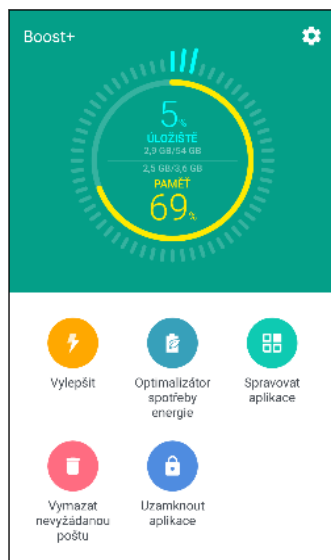 Boost+
5%
ÚLOŽIŠTĚ
2,9 GB/54 GB
2,5 GB/3,6 GB
PAMĚŤ
69%
Vylepšit
Optimalizátor
spotřeby
energie
Spravovat
aplikace
Vymazat
nevyžádanou
poštu
Uzamknout
aplikace